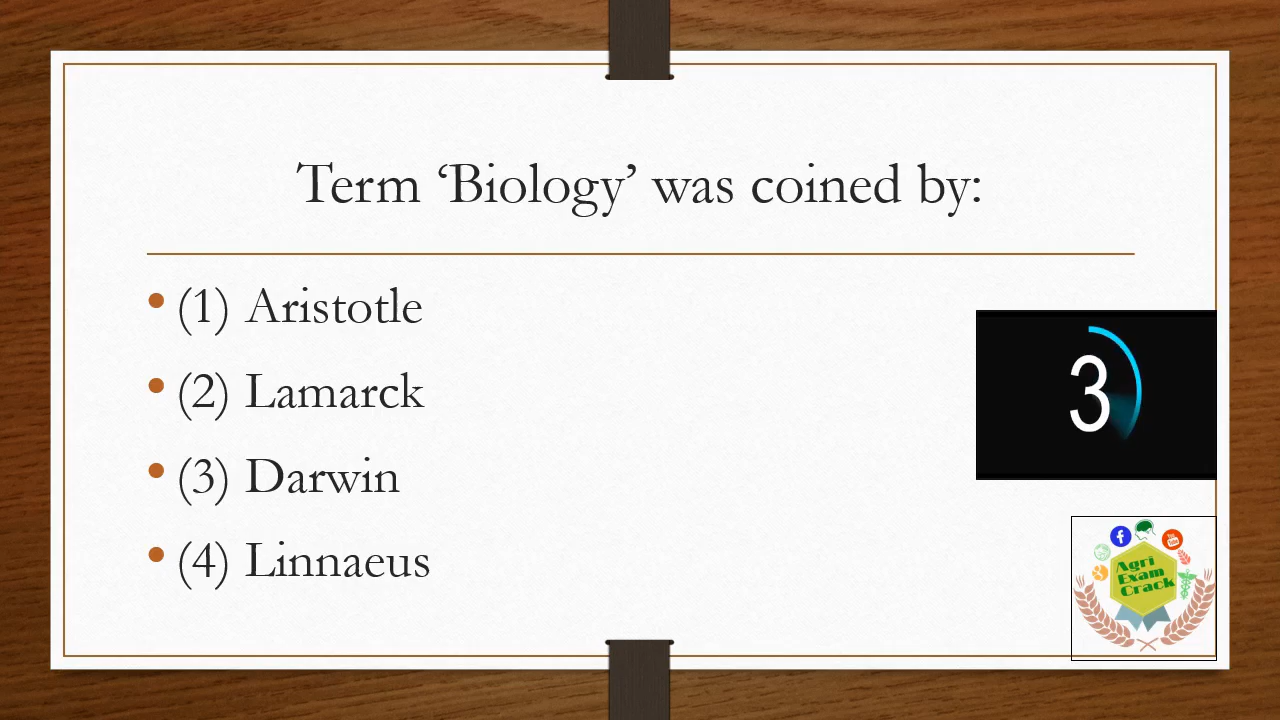 Term ‘Biology’ was coined by:
• (1) Aristotle
• (2) Lamarck
• (3) Darwin
• (4) Linnaeus
3
Agri
Exam
Crack